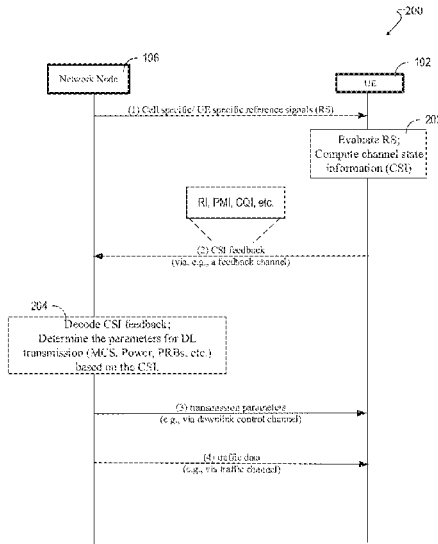 200
106
102
Network Node
UE
(1) Cell specific/ UE specific reference signals (RS)
202
Evaluate RS;
Compute channel state
information (CSI)
RI, PMI, CQI, etc.
(2) CSI feedback
(via, e.g., a feedback channel)
204
Decode CSI feedback;
Determine the parameters for DL
transmission (MCS, Power, PRBs, etc.)
based on the CSI.
(3) transmission parameters
(e.g., via downlink control channel)
(4) traffic data
(e.g., via traffic channel)